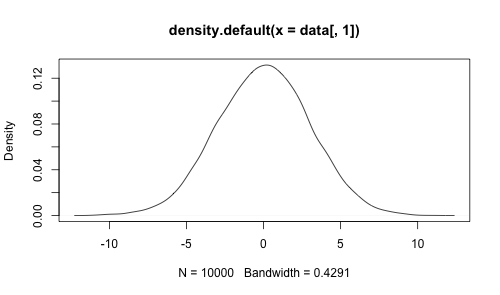 density.default(x = data[, 1])
Density
0.12
0.08
0.04
0.00
-10 -5 0 5 10
N = 10000 Bandwidth = 0.4291